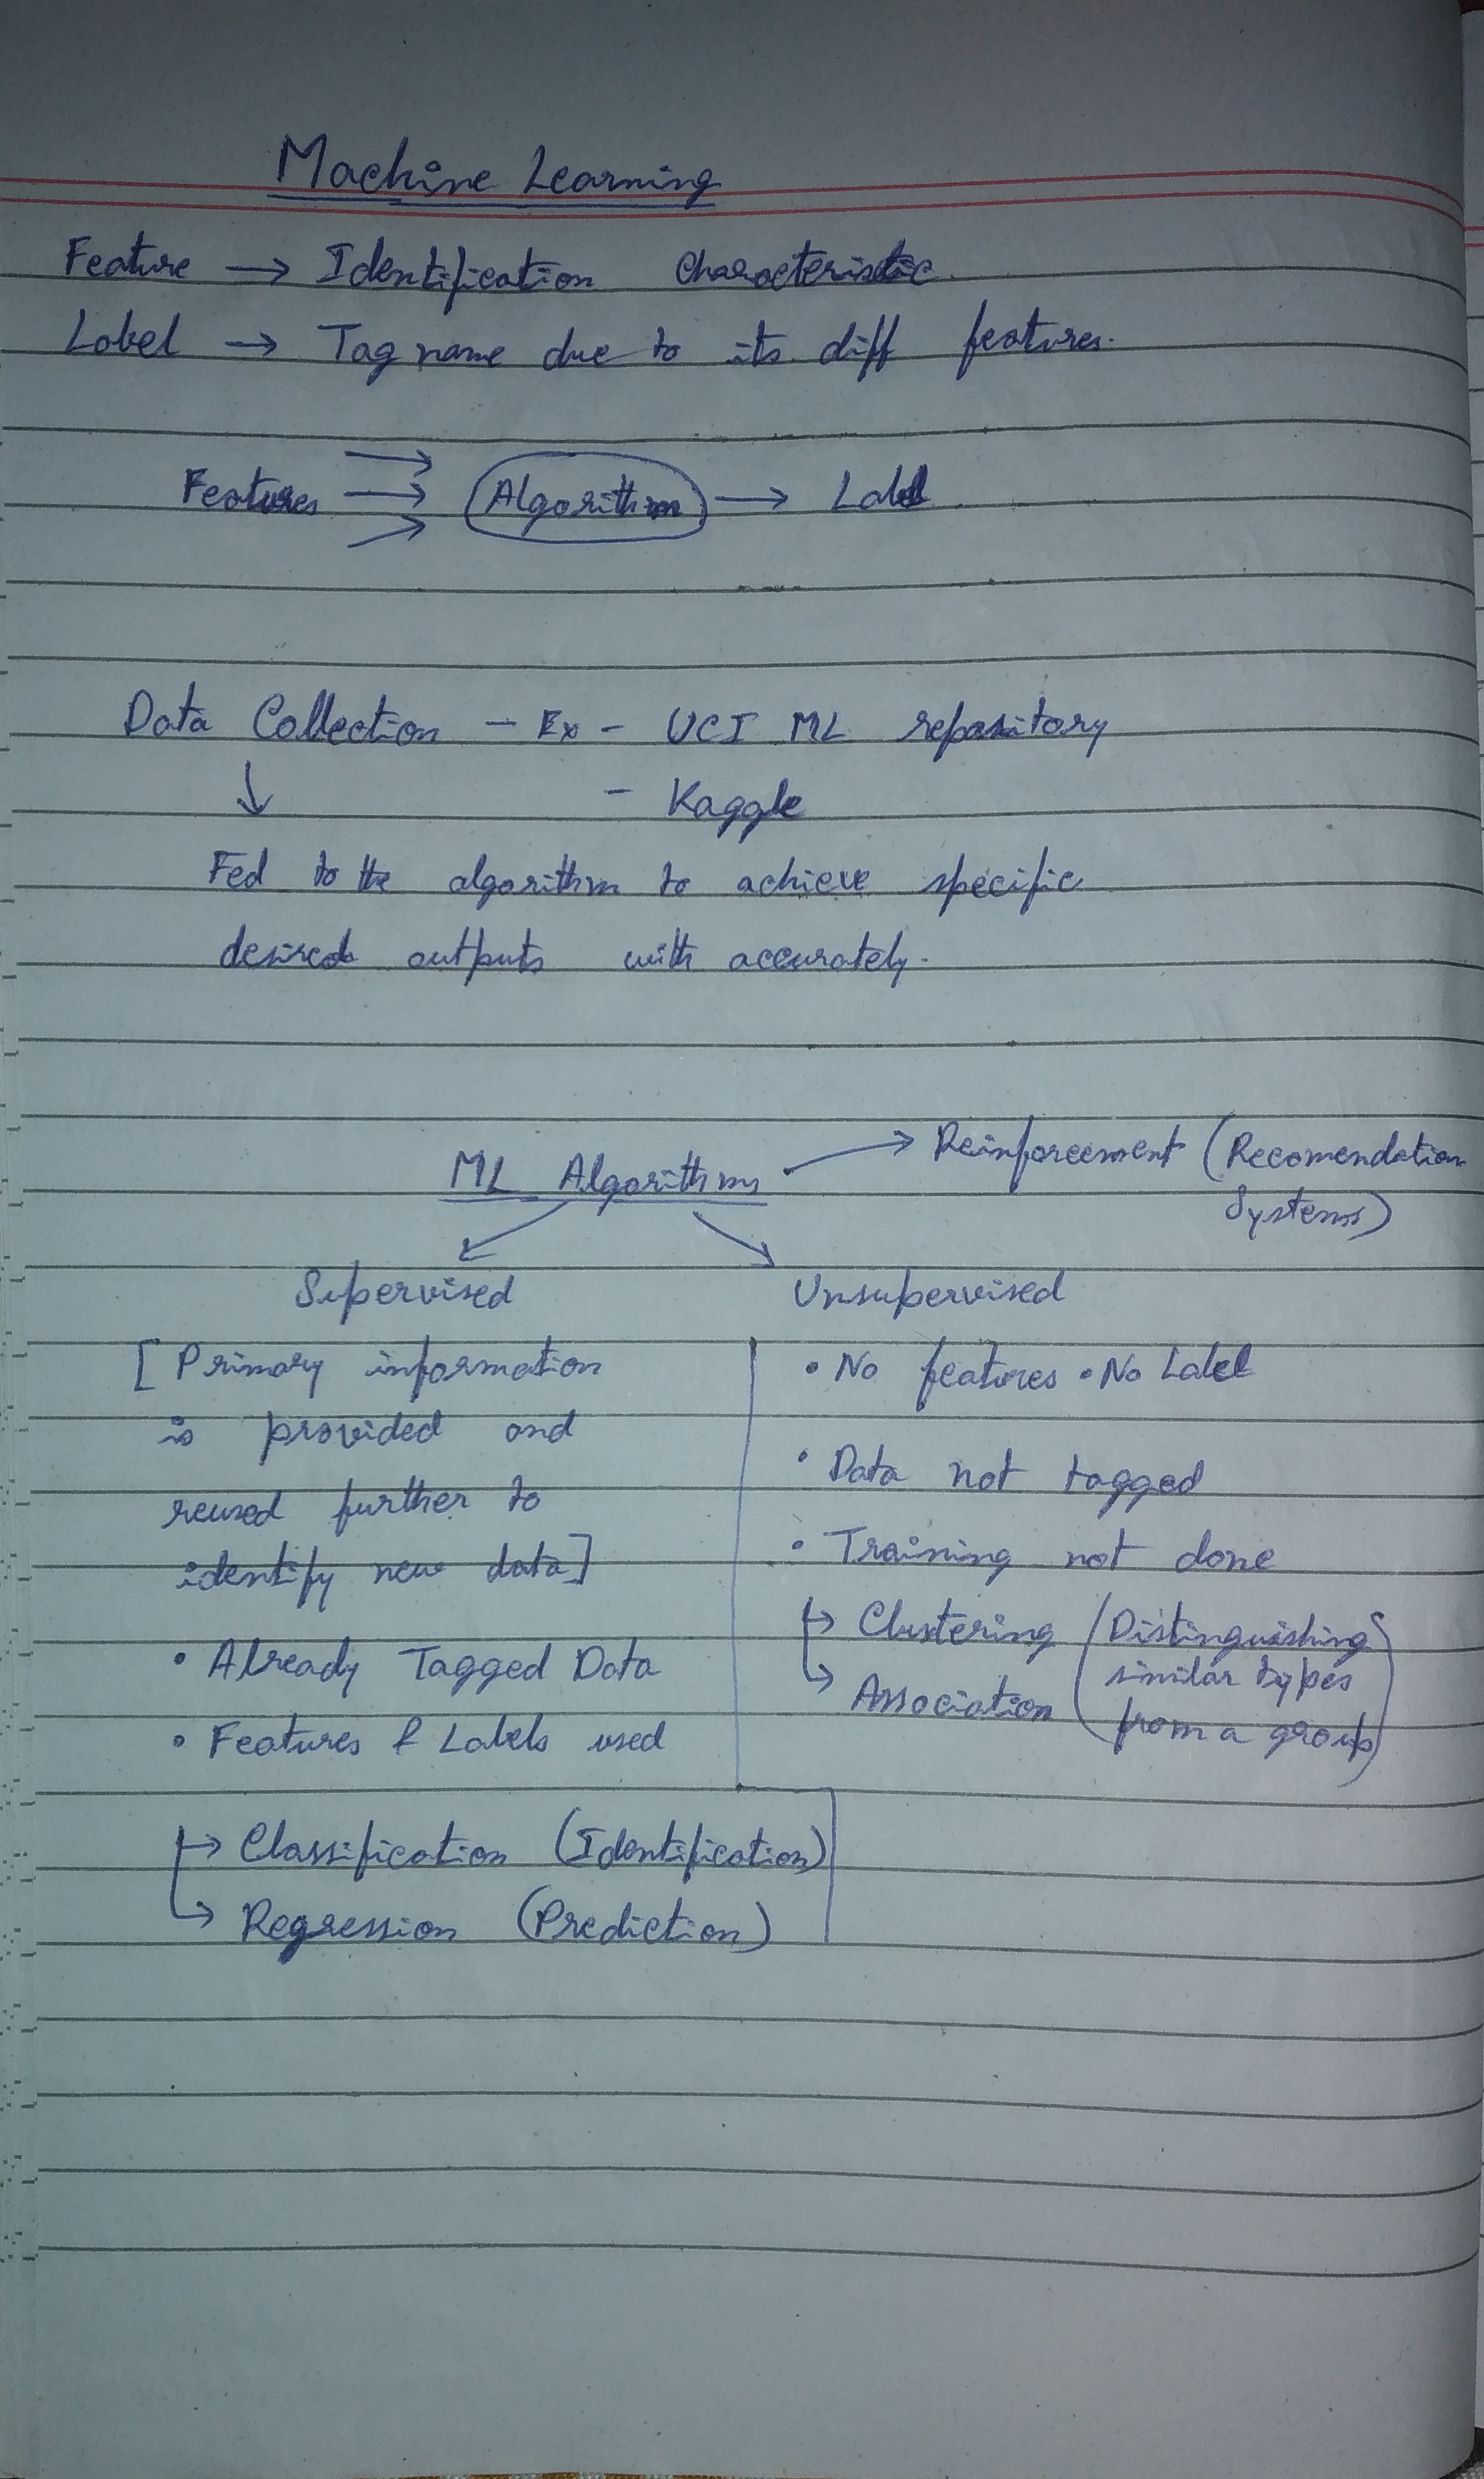 Machine Learning
Feature → Identification Characteristic.
Label → Tag name due to its diff features.
Features → Algorithm → Label
Data Collection - Ex - UCI ML repository
- Kaggle
↓
Fed to the algorithm to achieve specific
desired outputs with accurately.
ML Algorithms → Reinforcement (Recomendation
Systems)
Supervised
[Primary information
is provided and
reused further to
identify new data]
• Already Tagged Data
• Features & Labels used
→ Classification (Identification)
→ Regression (Prediction)
Unsupervised
• No features • No Label
• Data not tagged
• Training not done
→ Clustering (Distinguishing
similar types
→ Association from a group)